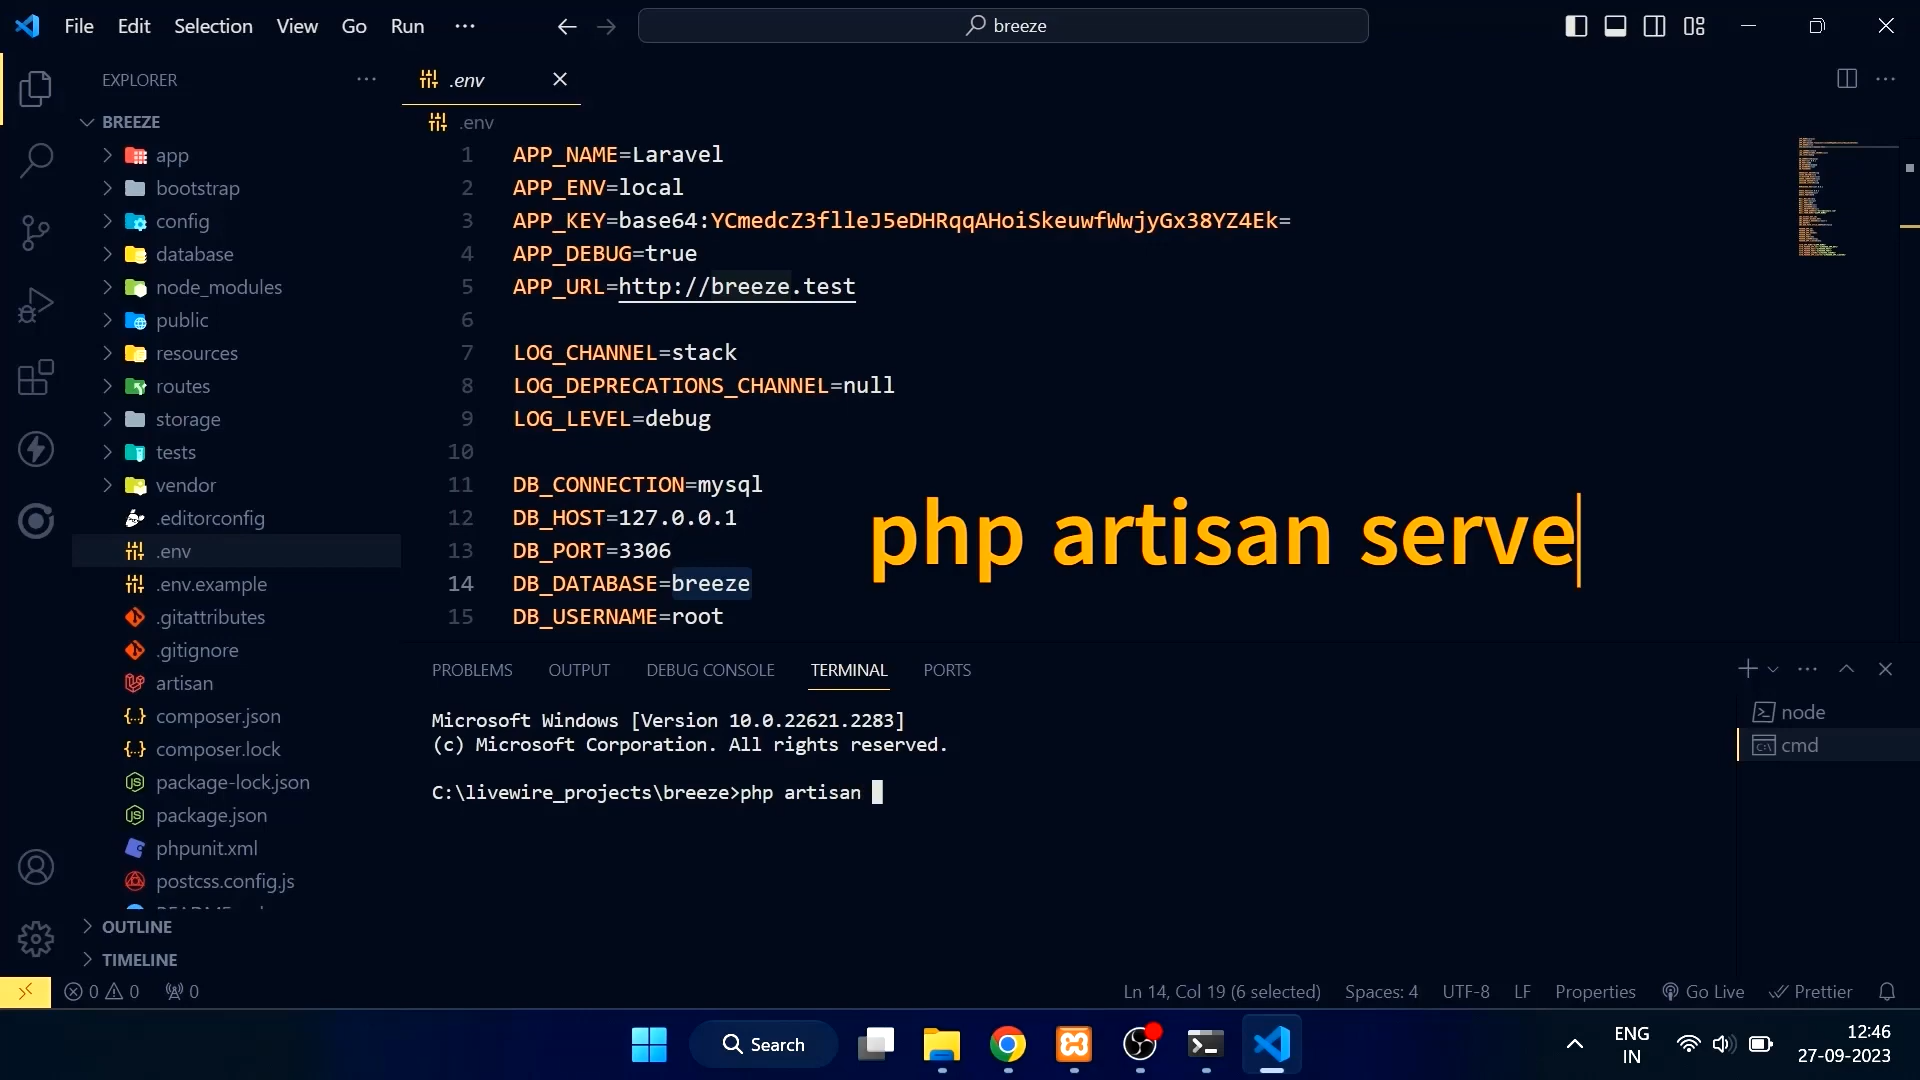 File Edit Selection View Go Run ···
breeze
EXPLORER
BREEZE
app
bootstrap
config
database
node_modules
public
resources
routes
storage
tests
vendor
.editorconfig
.env
.env.example
.gitattributes
.gitignore
artisan
composer.json
composer.lock
package-lock.json
package.json
phpunit.xml
postcss.config.js
OUTLINE
TIMELINE
.env
.env
1 APP_NAME=Laravel
2 APP_ENV=local
3 APP_KEY=base64:YCmedcZ3flleJ5eDHRqqAHoiSkeuwfWwjyGx38YZ4Ek=
4 APP_DEBUG=true
5 APP_URL=http://breeze.test
6
7 LOG_CHANNEL=stack
8 LOG_DEPRECATIONS_CHANNEL=null
9 LOG_LEVEL=debug
10
11 DB_CONNECTION=mysql
12 DB_HOST=127.0.0.1
13 DB_PORT=3306
14 DB_DATABASE=breeze
15 DB_USERNAME=root
php artisan serve
PROBLEMS OUTPUT DEBUG CONSOLE TERMINAL PORTS
Microsoft Windows [Version 10.0.22621.2283]
(c) Microsoft Corporation. All rights reserved.
C:\livewire_projects\breeze>php artisan
node
cmd
0 0 0
Ln 14, Col 19 (6 selected) Spaces: 4 UTF-8 LF Properties Go Live Prettier
Search
ENG
IN
12:46
27-09-2023